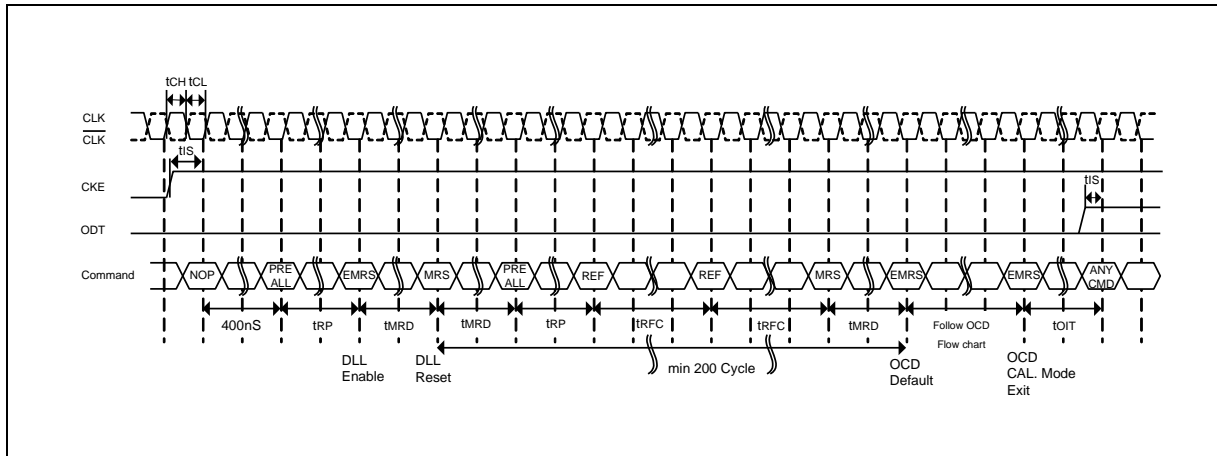 tCH tCL
CLK
CLK
tIS
CKE
tIS
ODT
Command
NOP
PRE
ALL
EMRS
MRS
PRE
ALL
REF
REF
MRS
EMRS
EMRS
ANY
CMD
400nS
tRP
tMRD
tMRD
tRP
tRFC
tRFC
tMRD
Follow OCD
Flow chart
tOIT
DLL
Enable
DLL
Reset
min 200 Cycle
OCD
Default
OCD
CAL. Mode
Exit